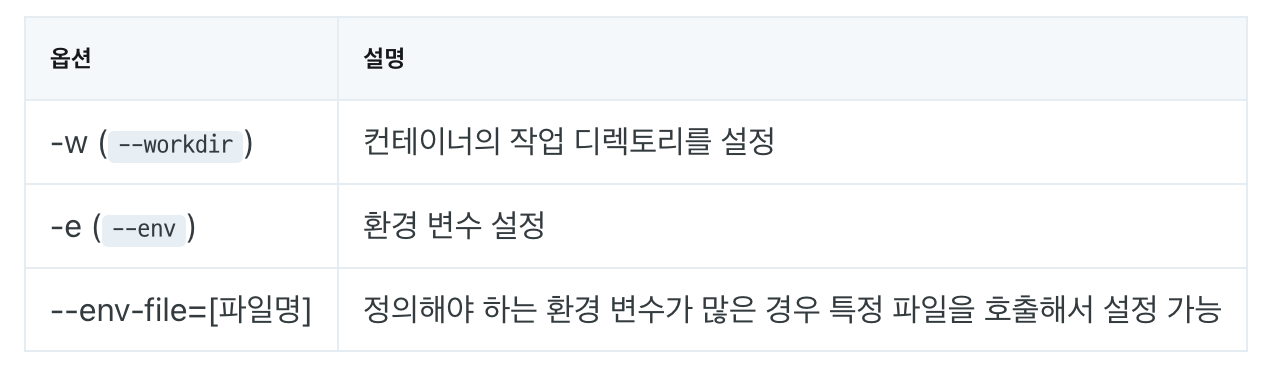 옵션 설명
-w (--workdir) 컨테이너의 작업 디렉토리를 설정
-e (--env) 환경 변수 설정
--env-file=[파일명] 정의해야 하는 환경 변수가 많은 경우 특정 파일을 호출해서 설정 가능